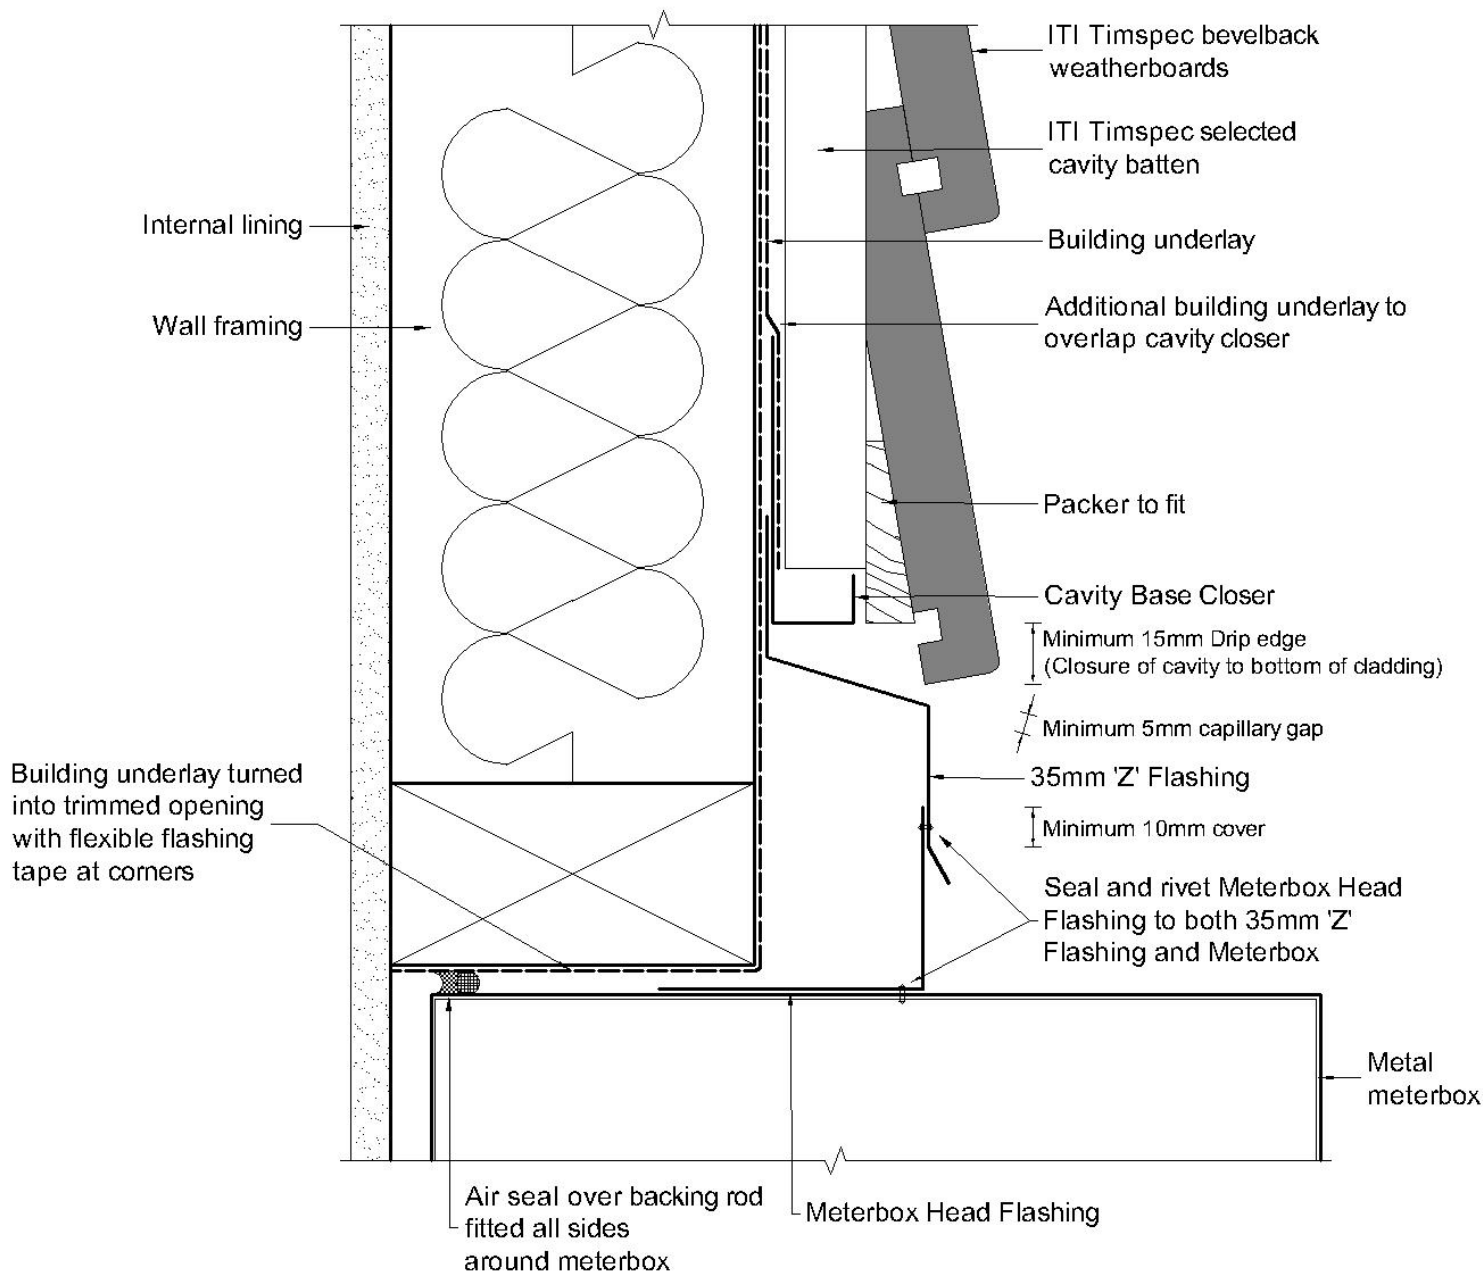 ITI Timspec bevelback
weatherboards
ITI Timspec selected
cavity batten
Internal lining
Building underlay
Wall framing
Additional building underlay to
overlap cavity closer
Packer to fit
Cavity Base Closer
Minimum 15mm Drip edge
(Closure of cavity to bottom of cladding)
Minimum 5mm capillary gap
Building underlay turned
into trimmed opening
with flexible flashing
tape at corners
35mm 'Z' Flashing
Minimum 10mm cover
Seal and rivet Meterbox Head
Flashing to both 35mm 'Z'
Flashing and Meterbox
Metal
meterbox
Air seal over backing rod
fitted all sides
around meterbox
Meterbox Head Flashing